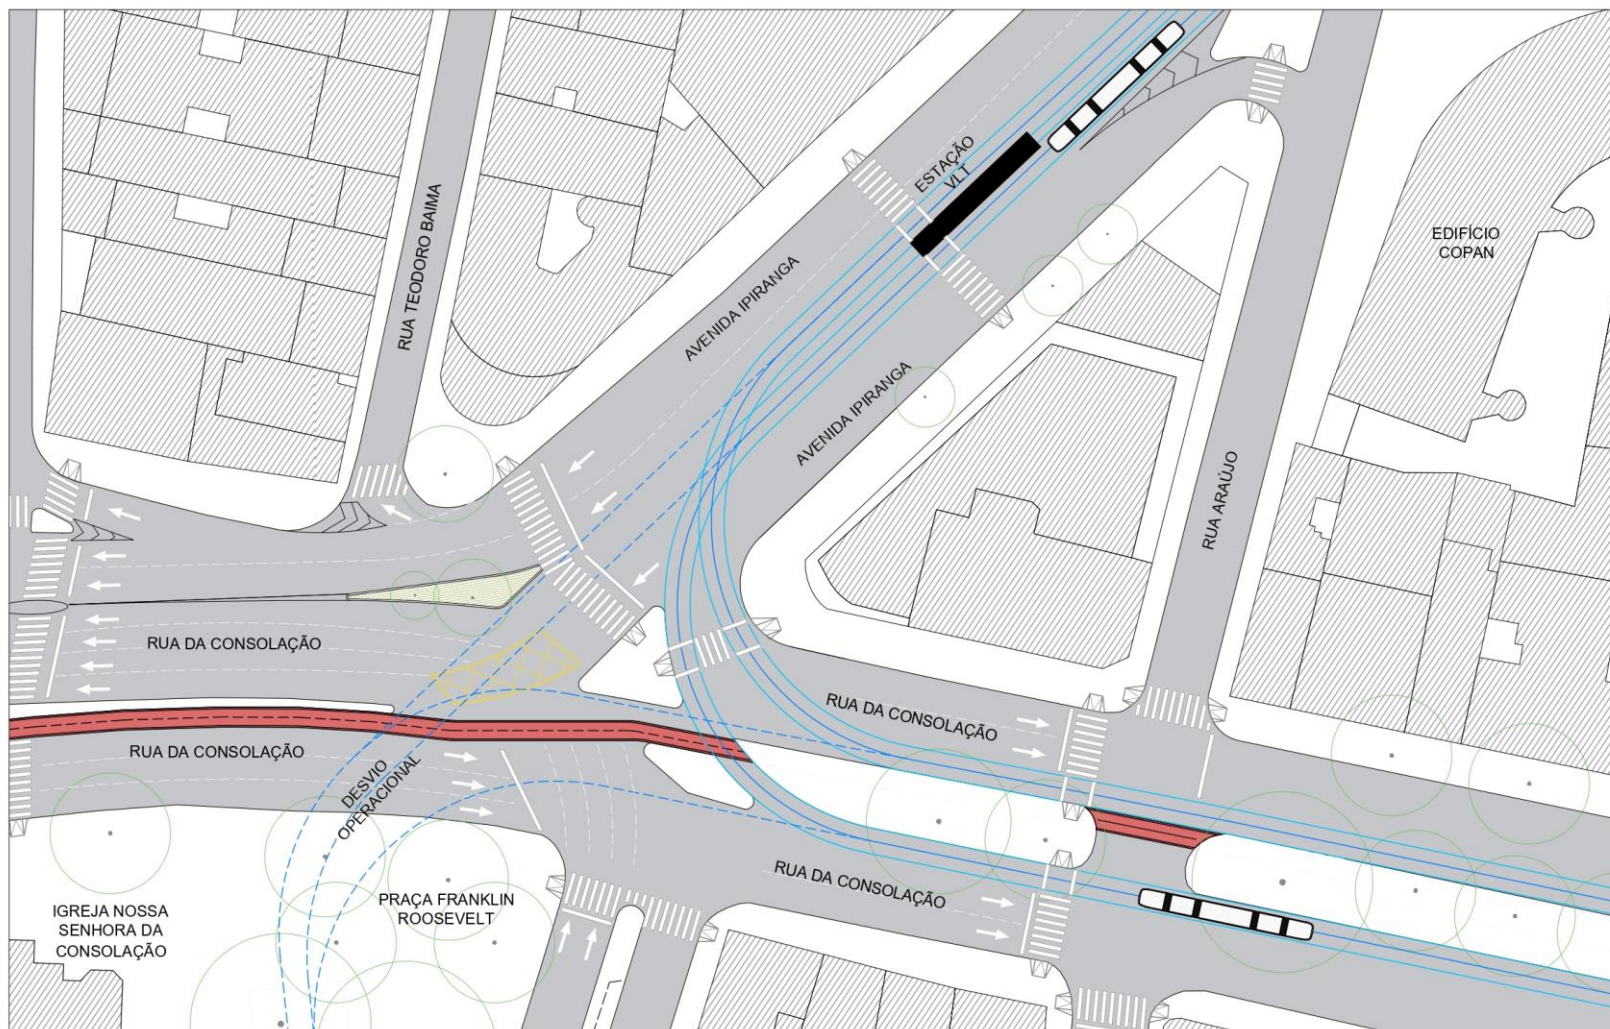 ESTAÇÃO
VLT
RUA TEODORO BAIMA
EDIFÍCIO
COPAN
AVENIDA IPIRANGA
AVENIDA IPIRANGA
RUA ARAÚJO
RUA DA CONSOLAÇÃO
RUA DA CONSOLAÇÃO
RUA DA CONSOLAÇÃO
DESVIO
OPERACIONAL
RUA DA CONSOLAÇÃO
PRAÇA FRANKLIN
ROOSEVELT
IGREJA NOSSA
SENHORA DA
CONSOLAÇÃO